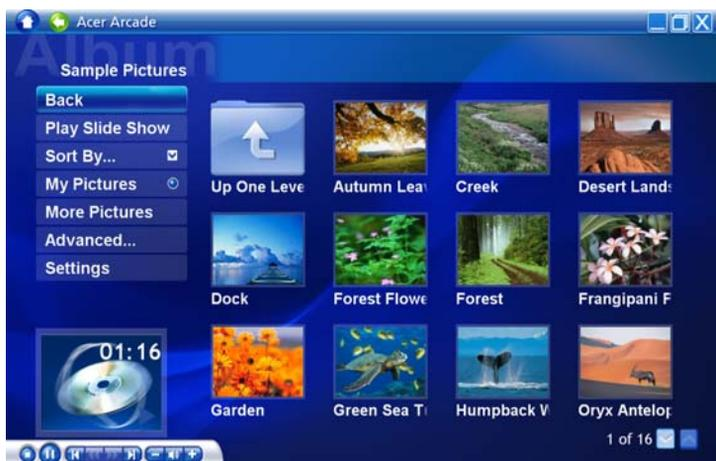 Acer Arcade
Album
Sample Pictures
Back
Play Slide Show
Sort By...
My Pictures
More Pictures
Advanced...
Settings
Up One Leve
Autumn Lea
Creek
Desert Lands
Dock
Forest Flowe
Forest
Frangipani F
Garden
Green Sea T
Humpback W
Oryx Antelop
01:16
1 of 16